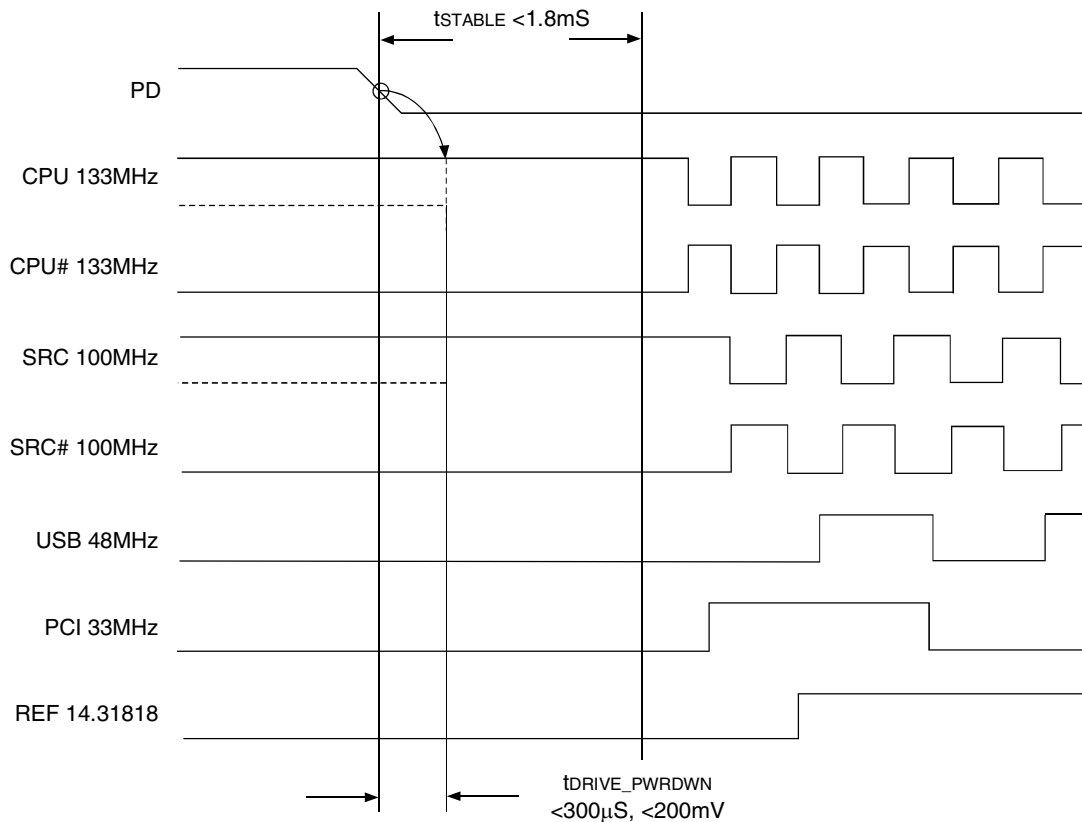 tSTABLE <1.8mS
PD
CPU 133MHz
CPU# 133MHz
SRC 100MHz
SRC# 100MHz
USB 48MHz
PCI 33MHz
REF 14.31818
tDRIVE_PWRDWN
<300μS, <200mV